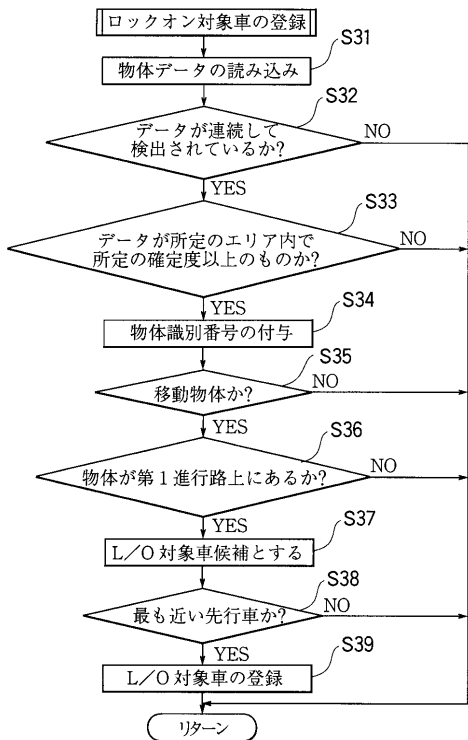 ロックオン対象車の登録
S31
物体データの読み込み
S32
データが連続して
検出されているか?
NO
YES
S33
データが所定のエリア内で
所定の確定度以上のものか?
NO
YES
S34
物体識別番号の付与
S35
移動物体か?
NO
YES
S36
物体が第1進行路上にあるか?
NO
YES
S37
L/O対象車候補とする
S38
最も近い先行車か?
NO
YES
S39
L/O対象車の登録
リターン